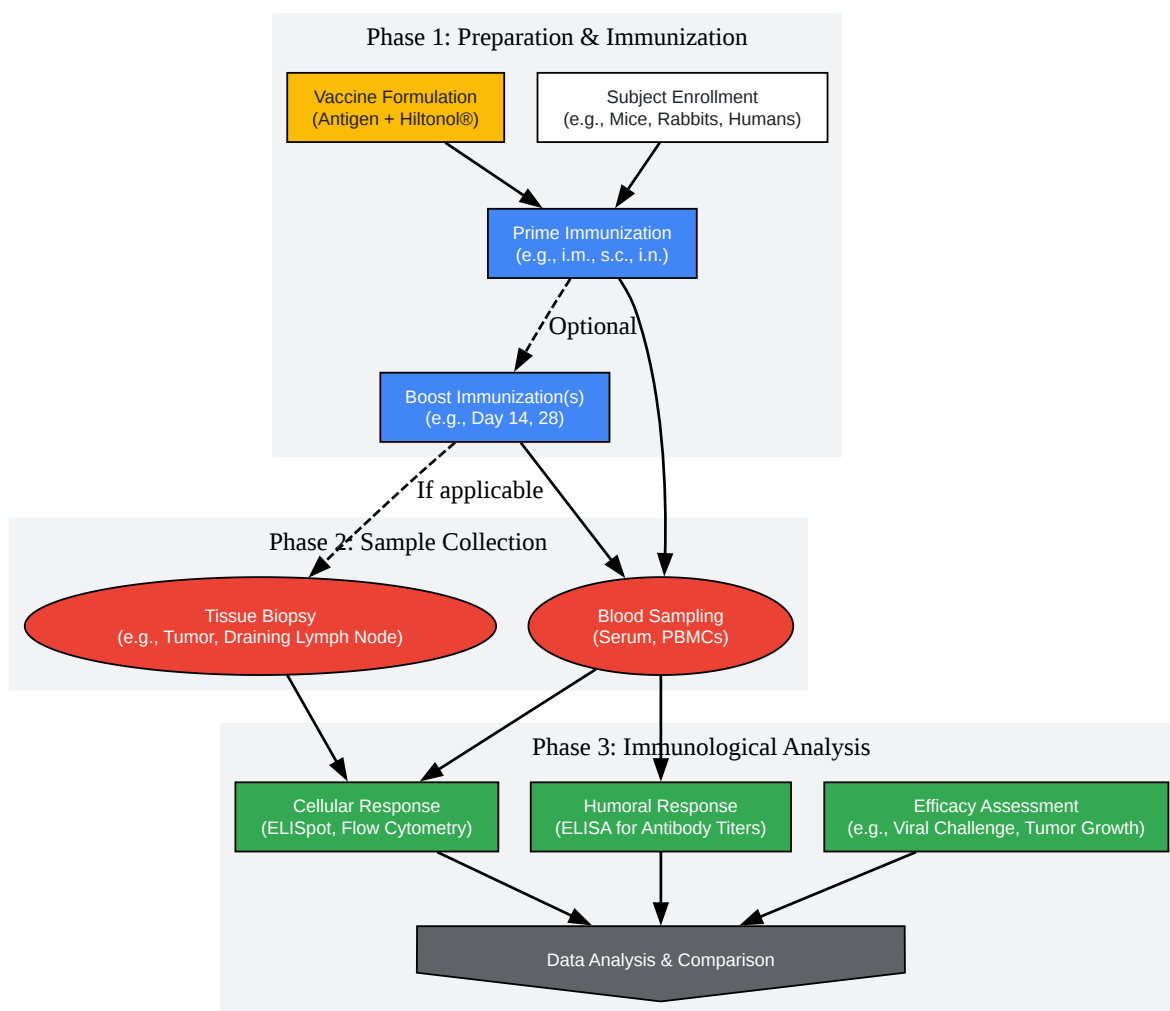 Phase 1: Preparation & Immunization
Vaccine Formulation
(Antigen + Hiltonol®)
Subject Enrollment
(e.g., Mice, Rabbits, Humans)
Prime Immunization
(e.g., i.m., s.c., i.n.)
Optional
Boost Immunization(s)
(e.g., Day 14, 28)
If applicable
Phase 2: Sample Collection
Tissue Biopsy
(e.g., Tumor, Draining Lymph Node)
Blood Sampling
(Serum, PBMCs)
Phase 3: Immunological Analysis
Cellular Response
(ELISpot, Flow Cytometry)
Humoral Response
(ELISA for Antibody Titers)
Efficacy Assessment
(e.g., Viral Challenge, Tumor Growth)
Data Analysis & Comparison